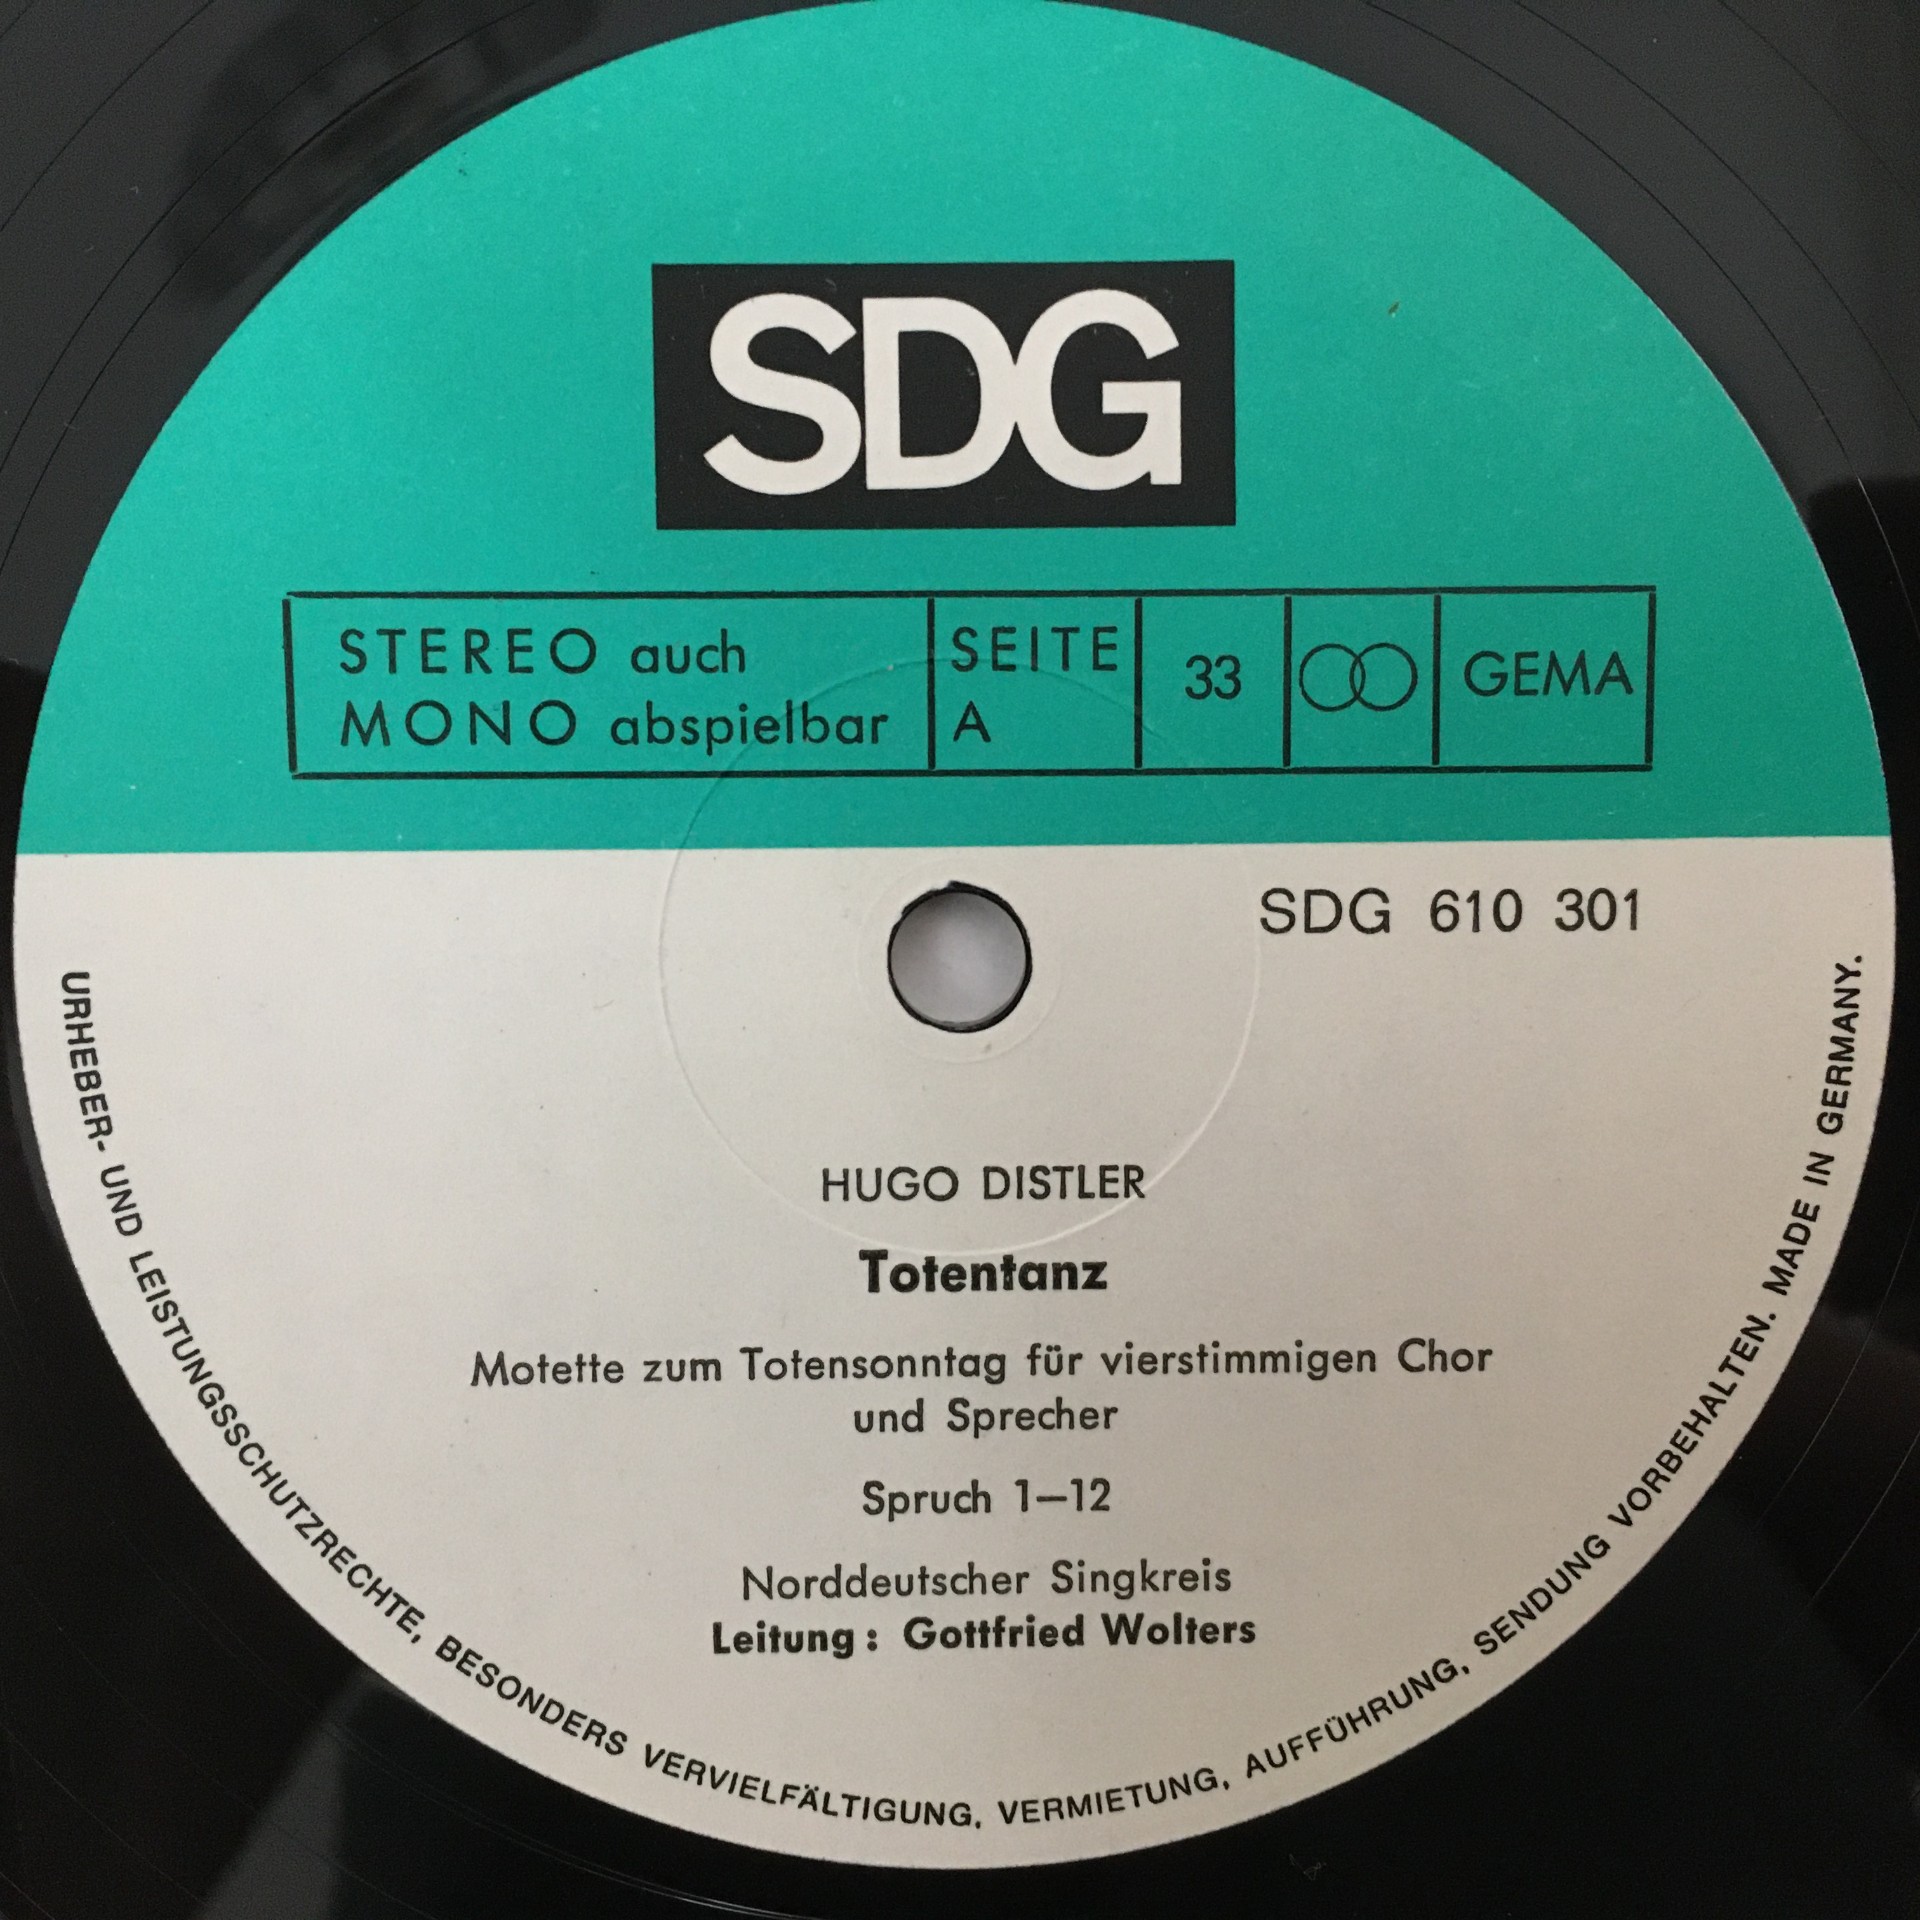 SDG
STEREO auch
MONO abspielbar
SEITE
A
33
GEMA
SDG 610 301
HUGO DISTLER
Totentanz
Motette zum Totensonntag für vierstimmigen Chor
und Sprecher
Spruch 1–12
Norddeutscher Singkreis
Leitung: Gottfried Wolters
URHEBER- UND LEISTUNGSSCHUTZRECHTE, BESONDERS VERVIELFÄLTIGUNG, VERMIETUNG, AUFFÜHRUNG, SENDUNG VORBEHALTEN. MADE IN GERMANY.